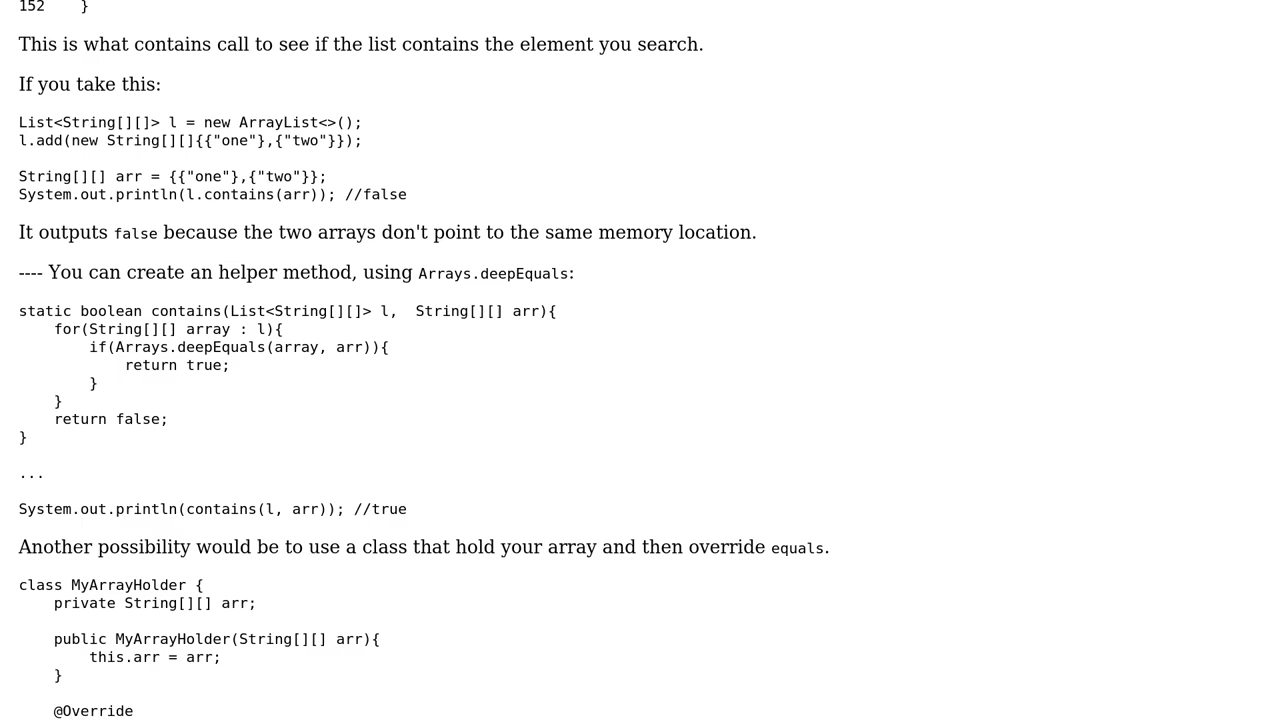 152    }
This is what contains call to see if the list contains the element you search.
If you take this:
List<String[][]> l = new ArrayList<>();
l.add(new String[][]{{"one"},{"two"}});
String[][] arr = {{"one"},{"two"}};
System.out.println(l.contains(arr)); //false
It outputs false because the two arrays don't point to the same memory location.
---- You can create an helper method, using Arrays.deepEquals:
static boolean contains(List<String[][]> l,  String[][] arr){
    for(String[][] array : l){
        if(Arrays.deepEquals(array, arr)){
            return true;
        }
    }
    return false;
}
...
System.out.println(contains(l, arr)); //true
Another possibility would be to use a class that hold your array and then override equals.
class MyArrayHolder {
    private String[][] arr;
    public MyArrayHolder(String[][] arr){
        this.arr = arr;
    }
    @Override